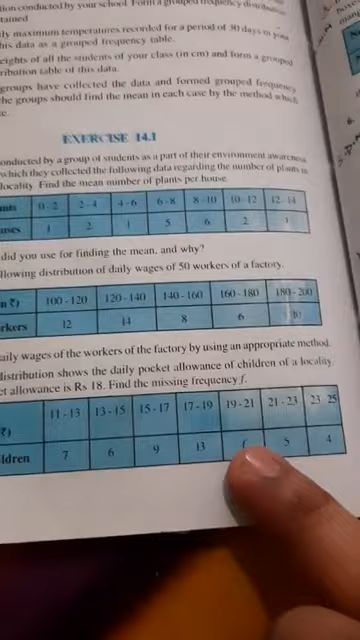 tion conducted by your school. Form a grouped frequency distribution
tained
ly maximum temperatures recorded for a period of 30 days in your
his data as a grouped frequency table.
eights of all the students of your class (in cm) and form a grouped
ribution table of this data.
groups have collected the data and formed grouped frequency
he groups should find the mean in each case by the method which
e.
EXERCISE 14.1
onducted by a group of students as a part of their environment awareness
which they collected the following data regarding the number of plants in
locality. Find the mean number of plants per house.
nts 0-2 2-4 4-6 6-8 8-10 10-12 12-14
uses 1 2 1 5 6 2
did you use for finding the mean, and why?
llowing distribution of daily wages of 50 workers of a factory.
n ₹) 100-120 120-140 140-160 160-180 180-200
rkers 12 14 8 6 10
aily wages of the workers of the factory by using an appropriate method.
distribution shows the daily pocket allowance of children of a locality.
et allowance is Rs 18. Find the missing frequency f.
₹) 11-13 13-15 15-17 17-19 19-21 21-23 23-25
ldren 7 6 9 13 f 5 4